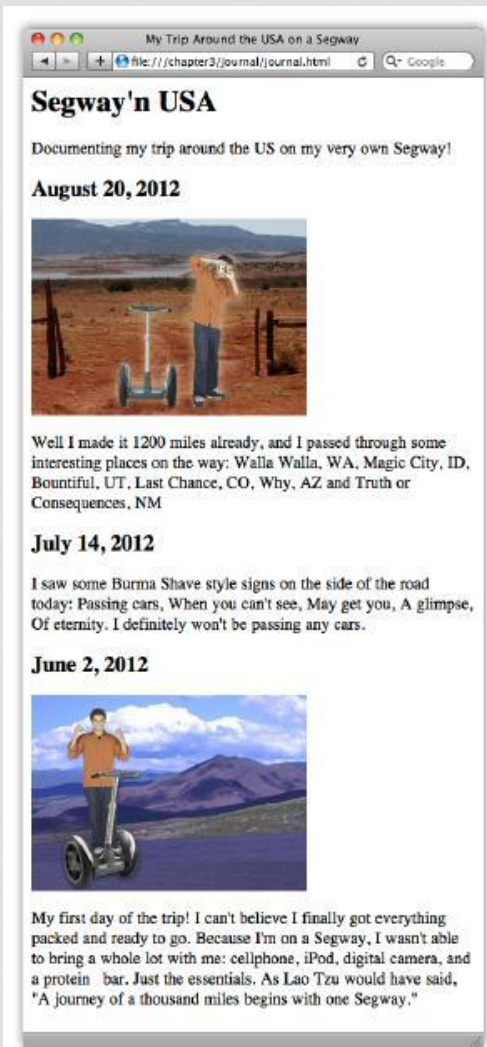 My Trip Around the USA on a Segway
file:///chapter3/journal/journal.html
Google
Segway'n USA
Documenting my trip around the US on my very own Segway!
August 20, 2012
Well I made it 1200 miles already, and I passed through some
interesting places on the way: Walla Walla, WA, Magic City, ID,
Bountiful, UT, Last Chance, CO, Why, AZ and Truth or
Consequences, NM
July 14, 2012
I saw some Burma Shave style signs on the side of the road
today: Passing cars, When you can't see, May get you, A glimpse,
Of eternity. I definitely won't be passing any cars.
June 2, 2012
My first day of the trip! I can't believe I finally got everything
packed and ready to go. Because I'm on a Segway, I wasn't able
to bring a whole lot with me: cellphone, iPod, digital camera, and
a protein bar. Just the essentials. As Lao Tzu would have said,
"A journey of a thousand miles begins with one Segway."